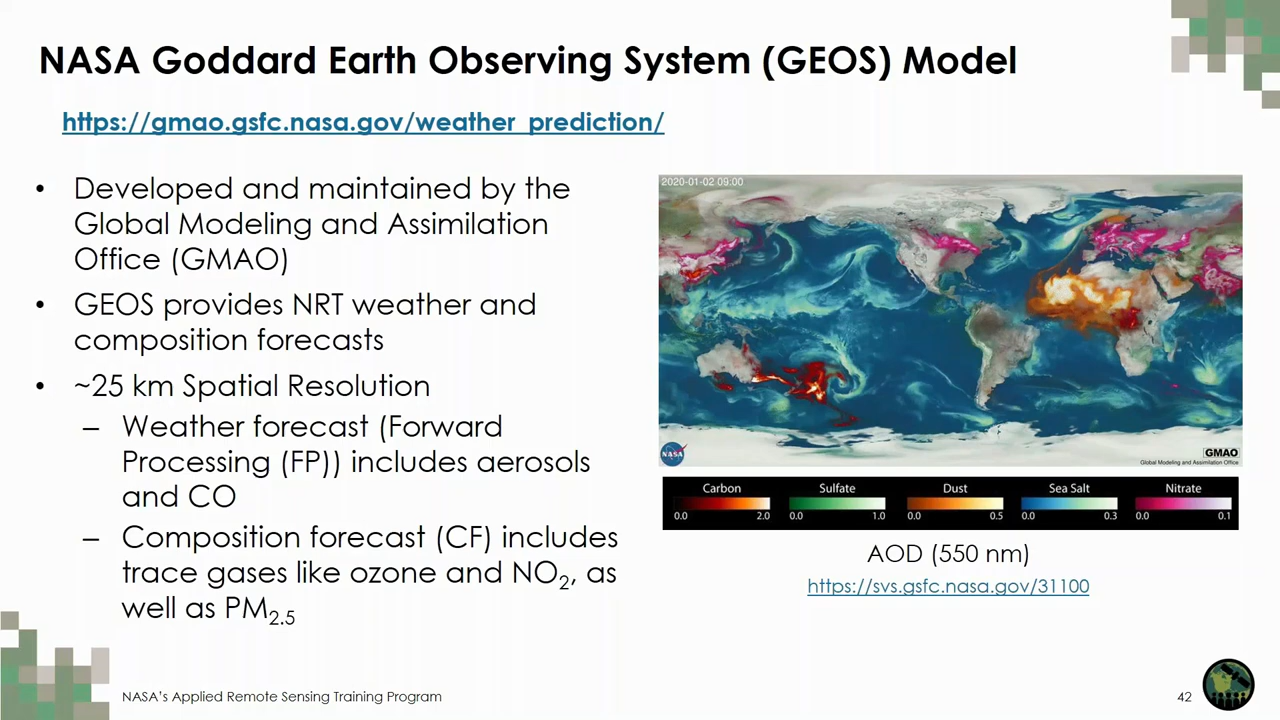 NASA Goddard Earth Observing System (GEOS) Model
https://gmao.gsfc.nasa.gov/weather_prediction/
• Developed and maintained by the
Global Modeling and Assimilation
Office (GMAO)
• GEOS provides NRT weather and
composition forecasts
• ~25 km Spatial Resolution
– Weather forecast (Forward
Processing (FP)) includes aerosols
and CO
– Composition forecast (CF) includes
trace gases like ozone and NO2, as
well as PM2.5
2020-01-02 09:00
NASA
GMAO
Global Modeling and Assimilation Office
Carbon Sulfate Dust Sea Salt Nitrate
0.0 2.0 0.0 1.0 0.0 0.5 0.0 0.3 0.0 0.1
AOD (550 nm)
https://svs.gsfc.nasa.gov/31100
NASA's Applied Remote Sensing Training Program
42